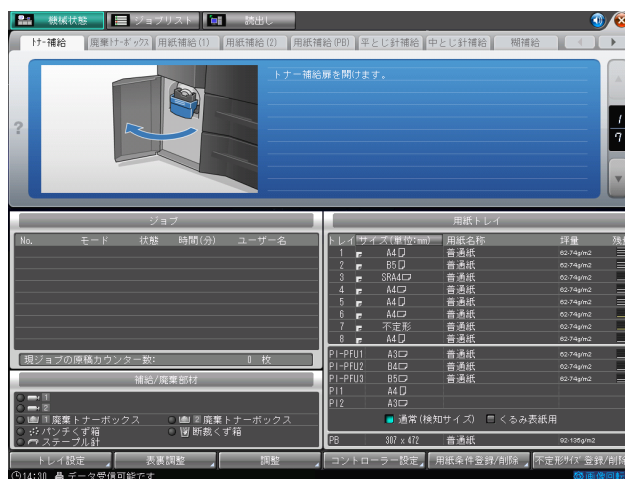 機械状態 ジョブリスト 読出し
ﾄﾅｰ補給 廃棄ﾄﾅｰﾎﾞｯｸｽ 用紙補給(1) 用紙補給(2) 用紙補給(PB) 平とじ針補給 中とじ針補給 糊補給
トナー補給扉を開けます。
?
1
7
ジョブ
No. モード 状態 時間(分) ユーザー名
現ジョブの原稿カウンター数: 0 枚
補給/廃棄部材
1
2
1 廃棄トナーボックス 2 廃棄トナーボックス
パンチくず箱 断裁くず箱
ステープル針
用紙トレイ
トレイ サイズ(単位:mm) 用紙名称 坪量
1 A4 普通紙 62-74g/m2
2 B5 普通紙 62-74g/m2
3 SRA4 普通紙 62-74g/m2
4 A4 普通紙 62-74g/m2
5 A4 普通紙 62-74g/m2
6 A4 普通紙 62-74g/m2
7 不定形 普通紙 62-74g/m2
8 A4 普通紙 62-74g/m2
PI-PFU1 A3 普通紙 62-74g/m2
PI-PFU2 B4 普通紙 62-74g/m2
PI-PFU3 B5 普通紙 62-74g/m2
PI1 A4
PI2 A3
通常(検知サイズ) くるみ表紙用
PB 307 x 472 普通紙 92-135g/m2
トレイ設定 表裏調整 調整 コントローラー設定 用紙条件登録/削除 不定形ｻｲｽﾞ登録/削除
14:30 データ受信可能です 画像回転